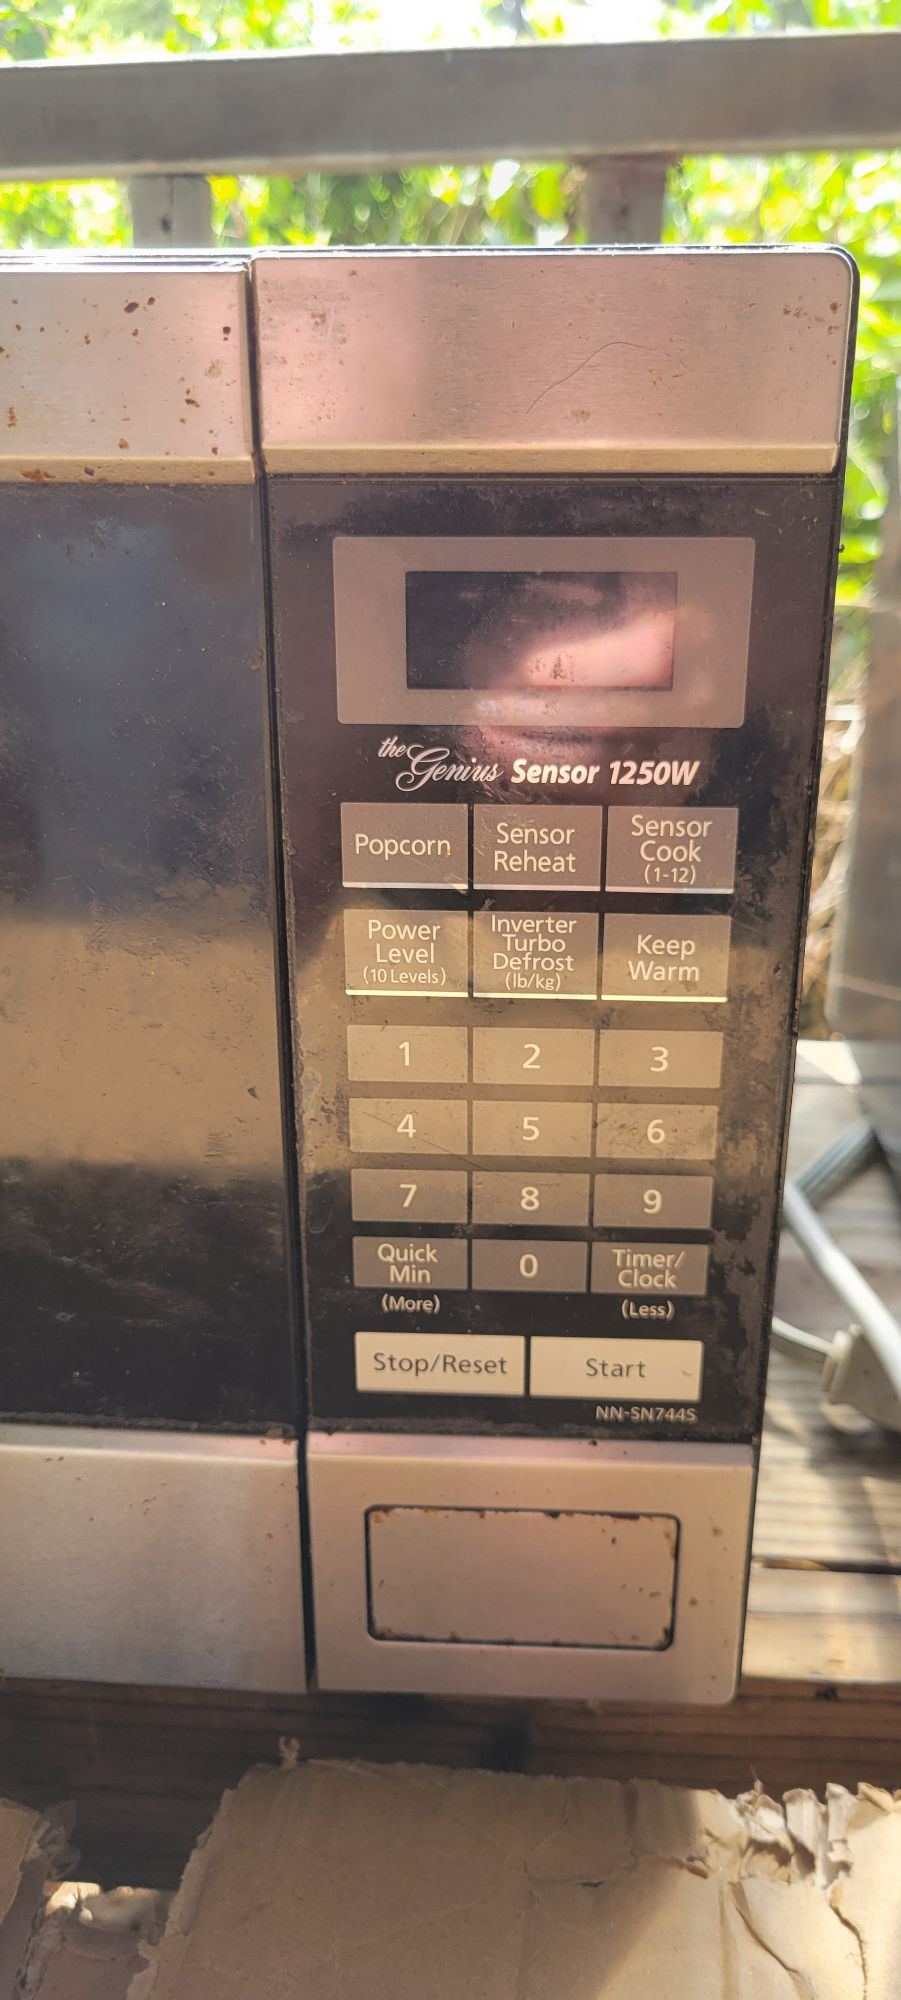 the Genius Sensor 1250W
Popcorn
Sensor
Reheat
Sensor
Cook
(1-12)
Power
Level
(10 Levels)
Inverter
Turbo
Defrost
(lb/kg)
Keep
Warm
1 2 3
4 5 6
7 8 9
Quick
Min
(More)
0
Timer/
Clock
(Less)
Stop/Reset
Start
NN-SN744S